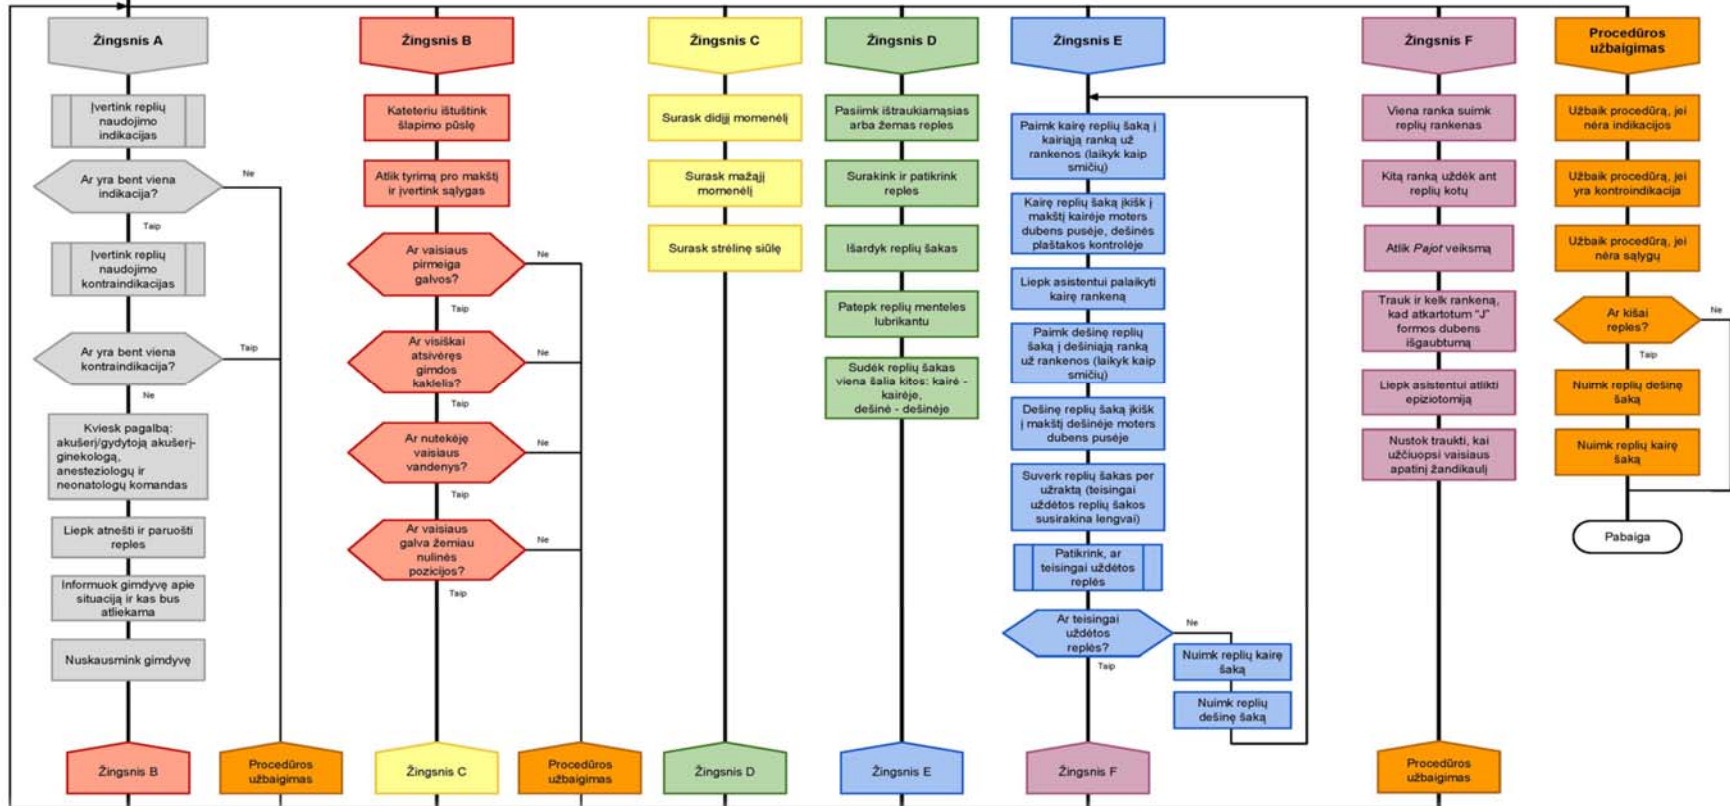 Žingsnis A
Įvertink replių
naudojimo
indikacijas
Ar yra bent viena
indikacija?
Ne
Taip
Įvertink replių
naudojimo
kontraindikacijas
Ar yra bent viena
kontraindikacija?
Taip
Ne
Kviesk pagalbą:
akušerį/gydytoją akušerį-
ginekologą,
anesteziologų ir
neonatologų komandas
Liepk atnešti ir paruošti
reples
Informuok gimdyvę apie
situaciją ir kas bus
atliekama
Nuskausmink gimdyvę
Žingsnis B
Procedūros
užbaigimas
Žingsnis B
Kateteriu ištuštink
šlapimo pūslę
Atlik tyrimą pro makštį
ir įvertink sąlygas
Ar vaisiaus
pirmeiga
galvos?
Ne
Taip
Ar visiškai
atsivėręs
gimdos
kaklelis?
Ne
Taip
Ar nutekėję
vaisiaus
vandenys?
Ne
Taip
Ar vaisiaus
galva žemiau
nulinės
pozicijos?
Ne
Taip
Žingsnis C
Procedūros
užbaigimas
Žingsnis C
Surask didįjį momenėlį
Surask mažąjį
momenėlį
Surask strėlinę siūlę
Žingsnis D
Žingsnis D
Pasiimk ištraukiamąsias
arba žemas reples
Surakink ir patikrink
reples
Išardyk replių šakas
Patepk replių menteles
lubrikantu
Sudėk replių šakas
viena šalia kitos: kairė -
kairėje,
dešinė - dešinėje
Žingsnis E
Žingsnis E
Paimk kairę replių šaką į
kairiąją ranką už
rankenos (laikyk kaip
smičių)
Kairę replių šaką įkišk į
makštį kairėje moters
dubens pusėje, dešinės
plaštakos kontrolėje
Liepk asistentui palaikyti
kairę rankeną
Paimk dešinę replių
šaką į dešiniąją ranką
už rankenos (laikyk kaip
smičių)
Dešinę replių šaką įkišk
į makštį dešinėje moters
dubens pusėje
Suverk replių šakas per
užraktą (teisingai
uždėtos replių šakos
susirakina lengvai)
Patikrink, ar
teisingai uždėtos
replės
Ar teisingai
uždėtos
replės?
Ne
Taip
Nuimk replių kairę
šaką
Nuimk replių
dešinę šaką
Žingsnis F
Žingsnis F
Viena ranka suimk
replių rankenas
Kitą ranką uždėk ant
replių kotų
Atlik Pajot veiksmą
Trauk ir kelk rankeną,
kad atkartotum "J"
formos dubens
išgaubtumą
Liepk asistentui atlikti
epiziotomiją
Nustok traukti, kai
užčiuopsi vaisiaus
apatinį žandikaulį
Procedūros
užbaigimas
Procedūros
užbaigimas
Užbaik procedūrą, jei
nėra indikacijos
Užbaik procedūrą, jei
yra kontroindikacija
Užbaik procedūrą, jei
nėra sąlygų
Ar kišai
reples?
Ne
Taip
Nuimk replių dešinę
šaką
Nuimk replių kairę
šaką
Pabaiga